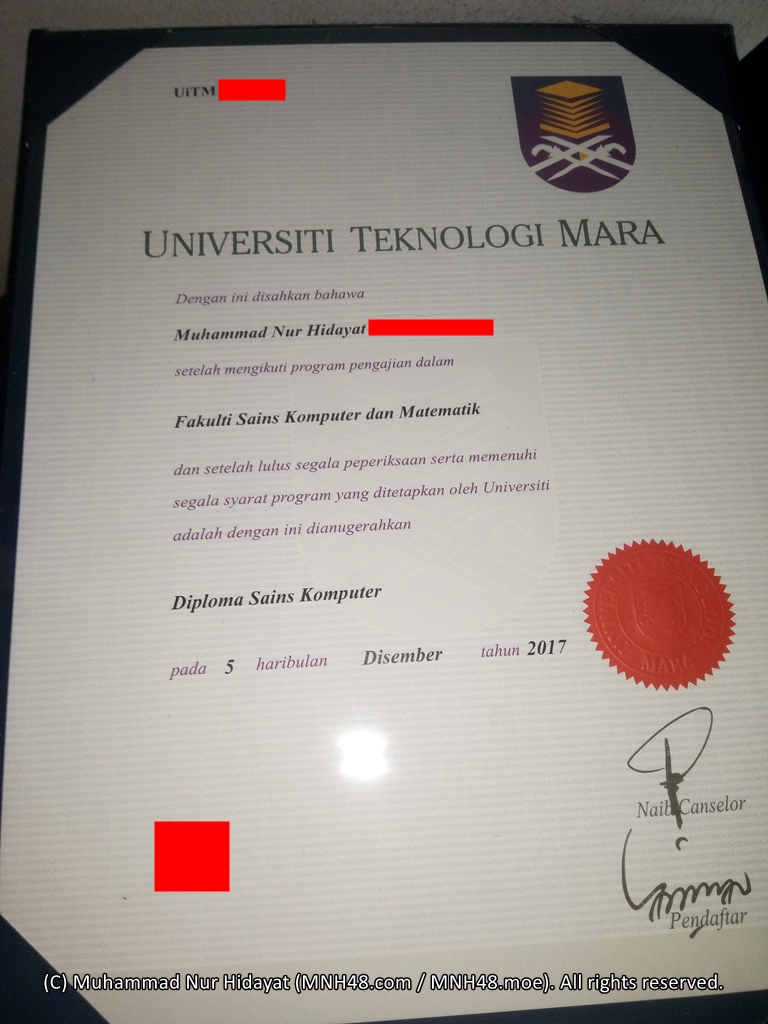 UiTM
UNIVERSITI TEKNOLOGI MARA
Dengan ini disahkan bahawa
Muhammad Nur Hidayat
setelah mengikuti program pengajian dalam
Fakulti Sains Komputer dan Matematik
dan setelah lulus segala peperiksaan serta memenuhi
segala syarat program yang ditetapkan oleh Universiti
adalah dengan ini dianugerahkan
Diploma Sains Komputer
pada 5 haribulan Disember tahun 2017
UNIVERSITI TEKNOLOGI
MARA
Naib Canselor
Pendaftar
(C) Muhammad Nur Hidayat (MNH48.com / MNH48.moe). All rights reserved.